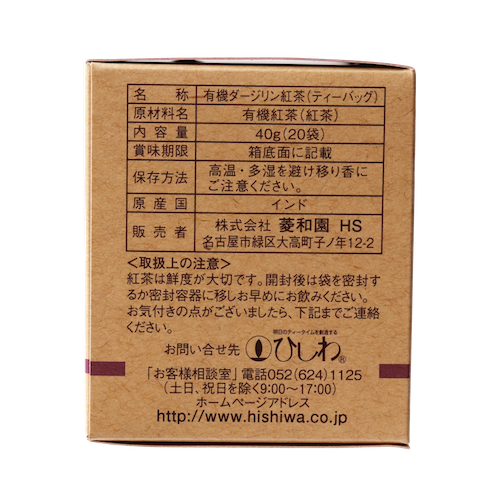 名称 有機ダージリン紅茶(ティーバッグ)
原材料名 有機紅茶(紅茶)
内容量 40g(20袋)
賞味期限 箱底面に記載
保存方法 高温・多湿を避け移り香に
ご注意ください。
原産国 インド
販売者 株式会社 菱和園 HS
名古屋市緑区大高町子ノ年12-2
<取扱上の注意>
紅茶は鮮度が大切です。開封後は袋を密封す
るか密封容器に移しお早めにお飲みください。
お気付きの点がございましたら、下記までご連絡
ください。
明日のティータイムを創造する
お問い合せ先 ひしわ®
「お客様相談室」電話052(624)1125
(土日、祝日を除く9:00〜17:00)
ホームページアドレス
http://www.hishiwa.co.jp